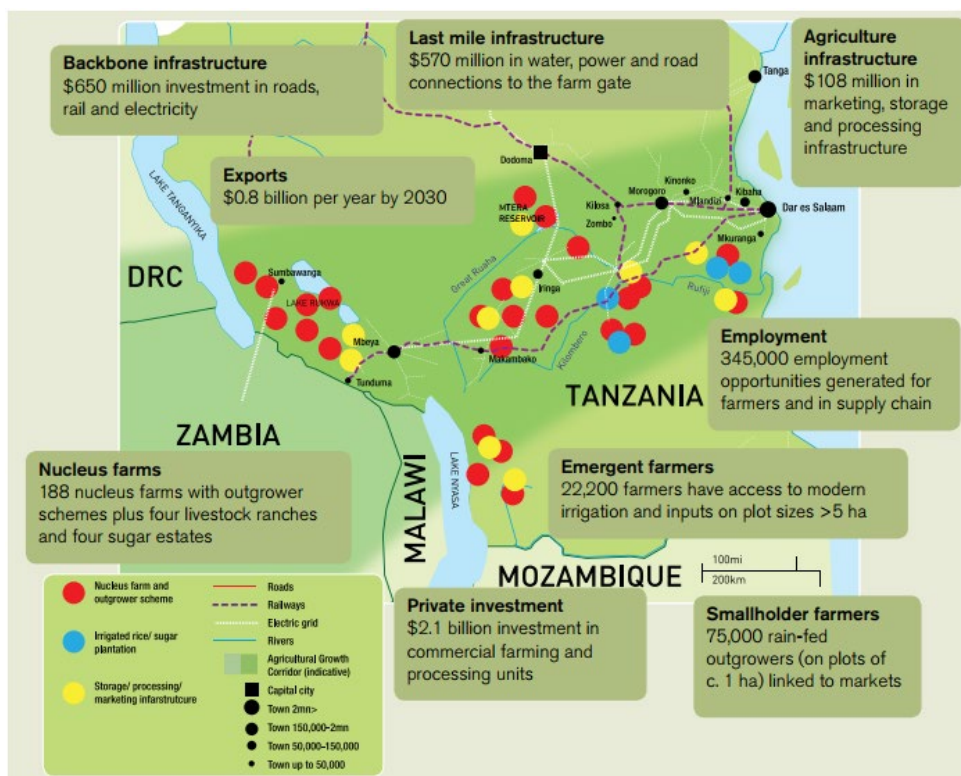 Backbone infrastructure
$650 million investment in roads,
rail and electricity
Last mile infrastructure
$570 million in water, power and road
connections to the farm gate
Agriculture
infrastructure
$108 million in
marketing, storage
and processing
infrastructure
Tanga
Exports
$0.8 billion per year by 2030
Dodoma
LAKE TANGANYIKA
MTERA
RESERVOIR
Kilosa
Zombo
Morogoro
Kinonko
Mlandizi
Kibaha
Dar es Salaam
Mkuranga
DRC
Sumbawanga
LAKE RUKWA
Great Ruaha
Iringa
Rufiji
Mbeya
Tunduma
Makambako
Kilombero
TANZANIA
Employment
345,000 employment
opportunities generated for
farmers and in supply chain
ZAMBIA
MALAWI
LAKE NYASA
Nucleus farms
188 nucleus farms with outgrower
schemes plus four livestock ranches
and four sugar estates
Emergent farmers
22,200 farmers have access to modern
irrigation and inputs on plot sizes >5 ha
MOZAMBIQUE
100mi
200km
Nucleus farm and
outgrower scheme
Irrigated rice/ sugar
plantation
Storage/ processing/
marketing infarstrutcure
Roads
Railways
Electric grid
Rivers
Agricultural Growth
Corridor (indicative)
Capital city
Town 2mn>
Town 150,000-2mn
Town 50,000-150,000
Town up to 50,000
Private investment
$2.1 billion investment in
commercial farming and
processing units
Smallholder farmers
75,000 rain-fed
outgrowers (on plots of
c. 1 ha) linked to markets